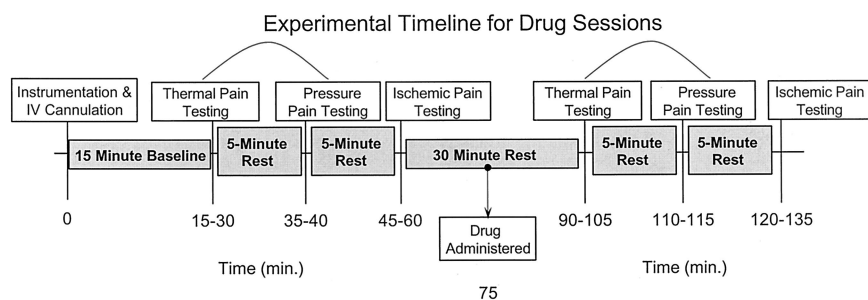 Experimental Timeline for Drug Sessions
Instrumentation &
IV Cannulation
Thermal Pain
Testing
Pressure
Pain Testing
Ischemic Pain
Testing
Thermal Pain
Testing
Pressure
Pain Testing
Ischemic Pain
Testing
15 Minute Baseline
5-Minute
Rest
5-Minute
Rest
30 Minute Rest
5-Minute
Rest
5-Minute
Rest
0
15-30
35-40
45-60
Drug
Administered
90-105
110-115
120-135
Time (min.)
75
Time (min.)